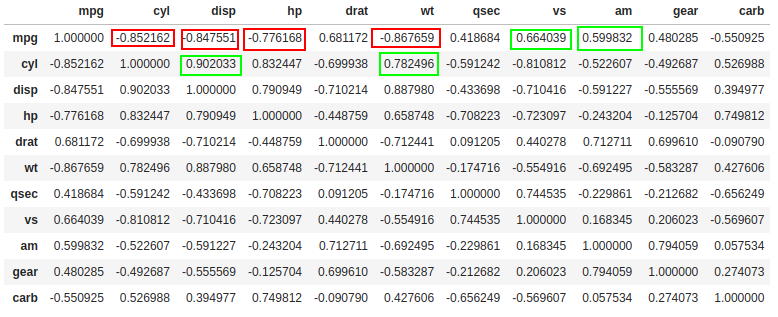 mpg cyl disp hp drat wt qsec vs am gear carb
mpg 1.000000 -0.852162 -0.847551 -0.776168 0.681172 -0.867659 0.418684 0.664039 0.599832 0.480285 -0.550925
cyl -0.852162 1.000000 0.902033 0.832447 -0.699938 0.782496 -0.591242 -0.810812 -0.522607 -0.492687 0.526988
disp -0.847551 0.902033 1.000000 0.790949 -0.710214 0.887980 -0.433698 -0.710416 -0.591227 -0.555569 0.394977
hp -0.776168 0.832447 0.790949 1.000000 -0.448759 0.658748 -0.708223 -0.723097 -0.243204 -0.125704 0.749812
drat 0.681172 -0.699938 -0.710214 -0.448759 1.000000 -0.712441 0.091205 0.440278 0.712711 0.699610 -0.090790
wt -0.867659 0.782496 0.887980 0.658748 -0.712441 1.000000 -0.174716 -0.554916 -0.692495 -0.583287 0.427606
qsec 0.418684 -0.591242 -0.433698 -0.708223 0.091205 -0.174716 1.000000 0.744535 -0.229861 -0.212682 -0.656249
vs 0.664039 -0.810812 -0.710416 -0.723097 0.440278 -0.554916 0.744535 1.000000 0.168345 0.206023 -0.569607
am 0.599832 -0.522607 -0.591227 -0.243204 0.712711 -0.692495 -0.229861 0.168345 1.000000 0.794059 0.057534
gear 0.480285 -0.492687 -0.555569 -0.125704 0.699610 -0.583287 -0.212682 0.206023 0.794059 1.000000 0.274073
carb -0.550925 0.526988 0.394977 0.749812 -0.090790 0.427606 -0.656249 -0.569607 0.057534 0.274073 1.000000